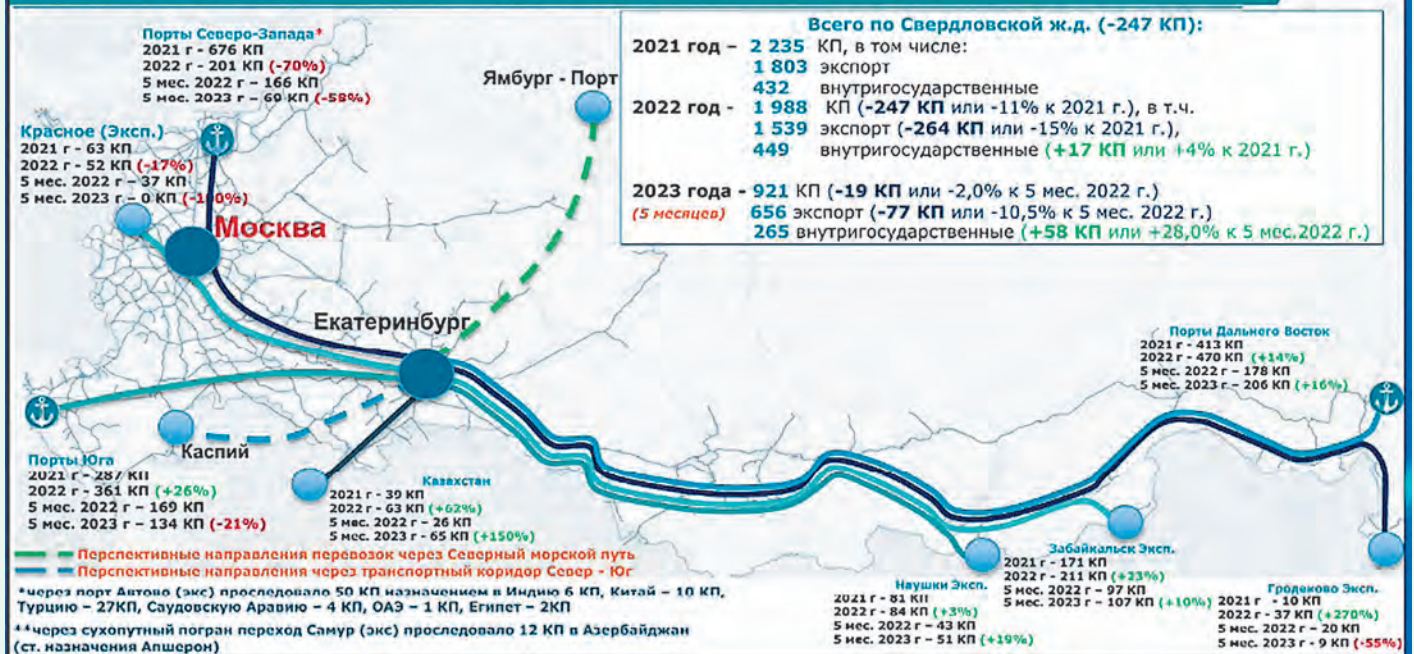 Порты Северо-Запада*
2021 г - 676 КП
2022 г - 201 КП (-70%)
5 мес. 2022 г – 166 КП
5 мес. 2023 г – 69 КП (-58%)
Красное (Эксп.)
2021 г - 63 КП
2022 г - 52 КП (-17%)
5 мес. 2022 г – 37 КП
5 мес. 2023 г – 0 КП (-100%)
Москва
Ямбург - Порт
Всего по Свердловской ж.д. (-247 КП):
2021 год – 2 235 КП, в том числе:
1 803 экспорт
432 внутригосударственные
2022 год - 1 988 КП (-247 КП или -11% к 2021 г.), в т.ч.
1 539 экспорт (-264 КП или -15% к 2021 г.),
449 внутригосударственные (+17 КП или +4% к 2021 г.)
2023 года - 921 КП (-19 КП или -2,0% к 5 мес. 2022 г.)
(5 месяцев) 656 экспорт (-77 КП или -10,5% к 5 мес. 2022 г.)
265 внутригосударственные (+58 КП или +28,0% к 5 мес.2022 г.)
Екатеринбург
Порты Дальнего Восток
2021 г - 413 КП
2022 г - 470 КП (+14%)
5 мес. 2022 г – 178 КП
5 мес. 2023 г – 206 КП (+16%)
Каспий
Порты Юга
2021 г - 287 КП
2022 г - 361 КП (+26%)
5 мес. 2022 г – 169 КП
5 мес. 2023 г – 134 КП (-21%)
Казахстан
2021 г - 39 КП
2022 г - 63 КП (+62%)
5 мес. 2022 г – 26 КП
5 мес. 2023 г - 65 КП (+150%)
Перспективные направления перевозок через Северный морской путь
Перспективные направления через транспортный коридор Север - Юг
*через порт Автово (экс) проследовало 50 КП назначением в Индию 6 КП, Китай – 10 КП,
Турцию – 27КП, Саудовскую Аравию – 4 КП, ОАЭ – 1 КП, Египет – 2КП
**через сухопутный погран переход Самур (экс) проследовало 12 КП в Азербайджан
(ст. назначения Апшерон)
Наушки Эксп.
2021 г - 81 КП
2022 г - 84 КП (+3%)
5 мес. 2022 г – 43 КП
5 мес. 2023 г - 51 КП (+19%)
Забайкальск Эксп.
2021 г - 171 КП
2022 г - 211 КП (+23%)
5 мес. 2022 г – 97 КП
5 мес. 2023 г - 107 КП (+10%)
Гродеково Эксп.
2021 г - 10 КП
2022 г - 37 КП (+270%)
5 мес. 2022 г – 20 КП
5 мес. 2023 г - 9 КП (-55%)